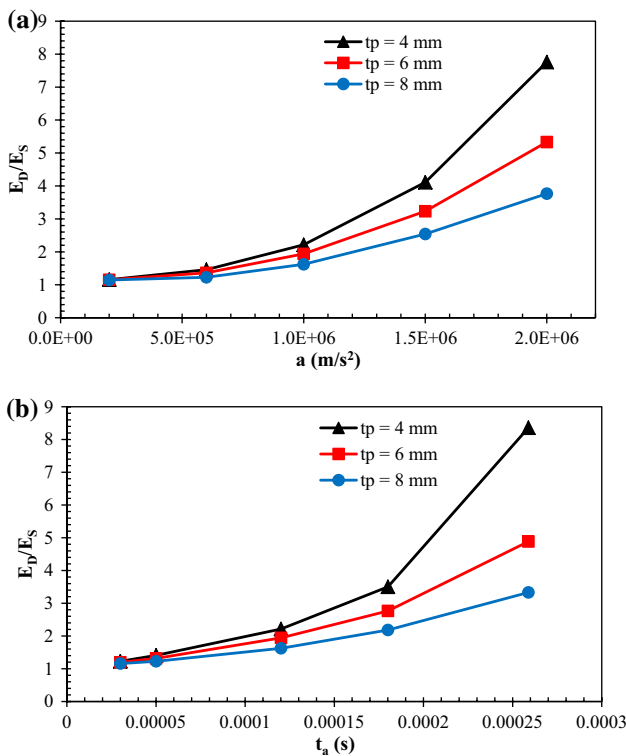 (a)
9
8
7
6
5
4
3
2
1
0
E_D/E_S
tp = 4 mm
tp = 6 mm
tp = 8 mm
0.0E+00 5.0E+05 1.0E+06 1.5E+06 2.0E+06
a (m/s²)
(b)
9
8
7
6
5
4
3
2
1
0
E_D/E_S
tp = 4 mm
tp = 6 mm
tp = 8 mm
0 0.00005 0.0001 0.00015 0.0002 0.00025 0.0003
t_a (s)